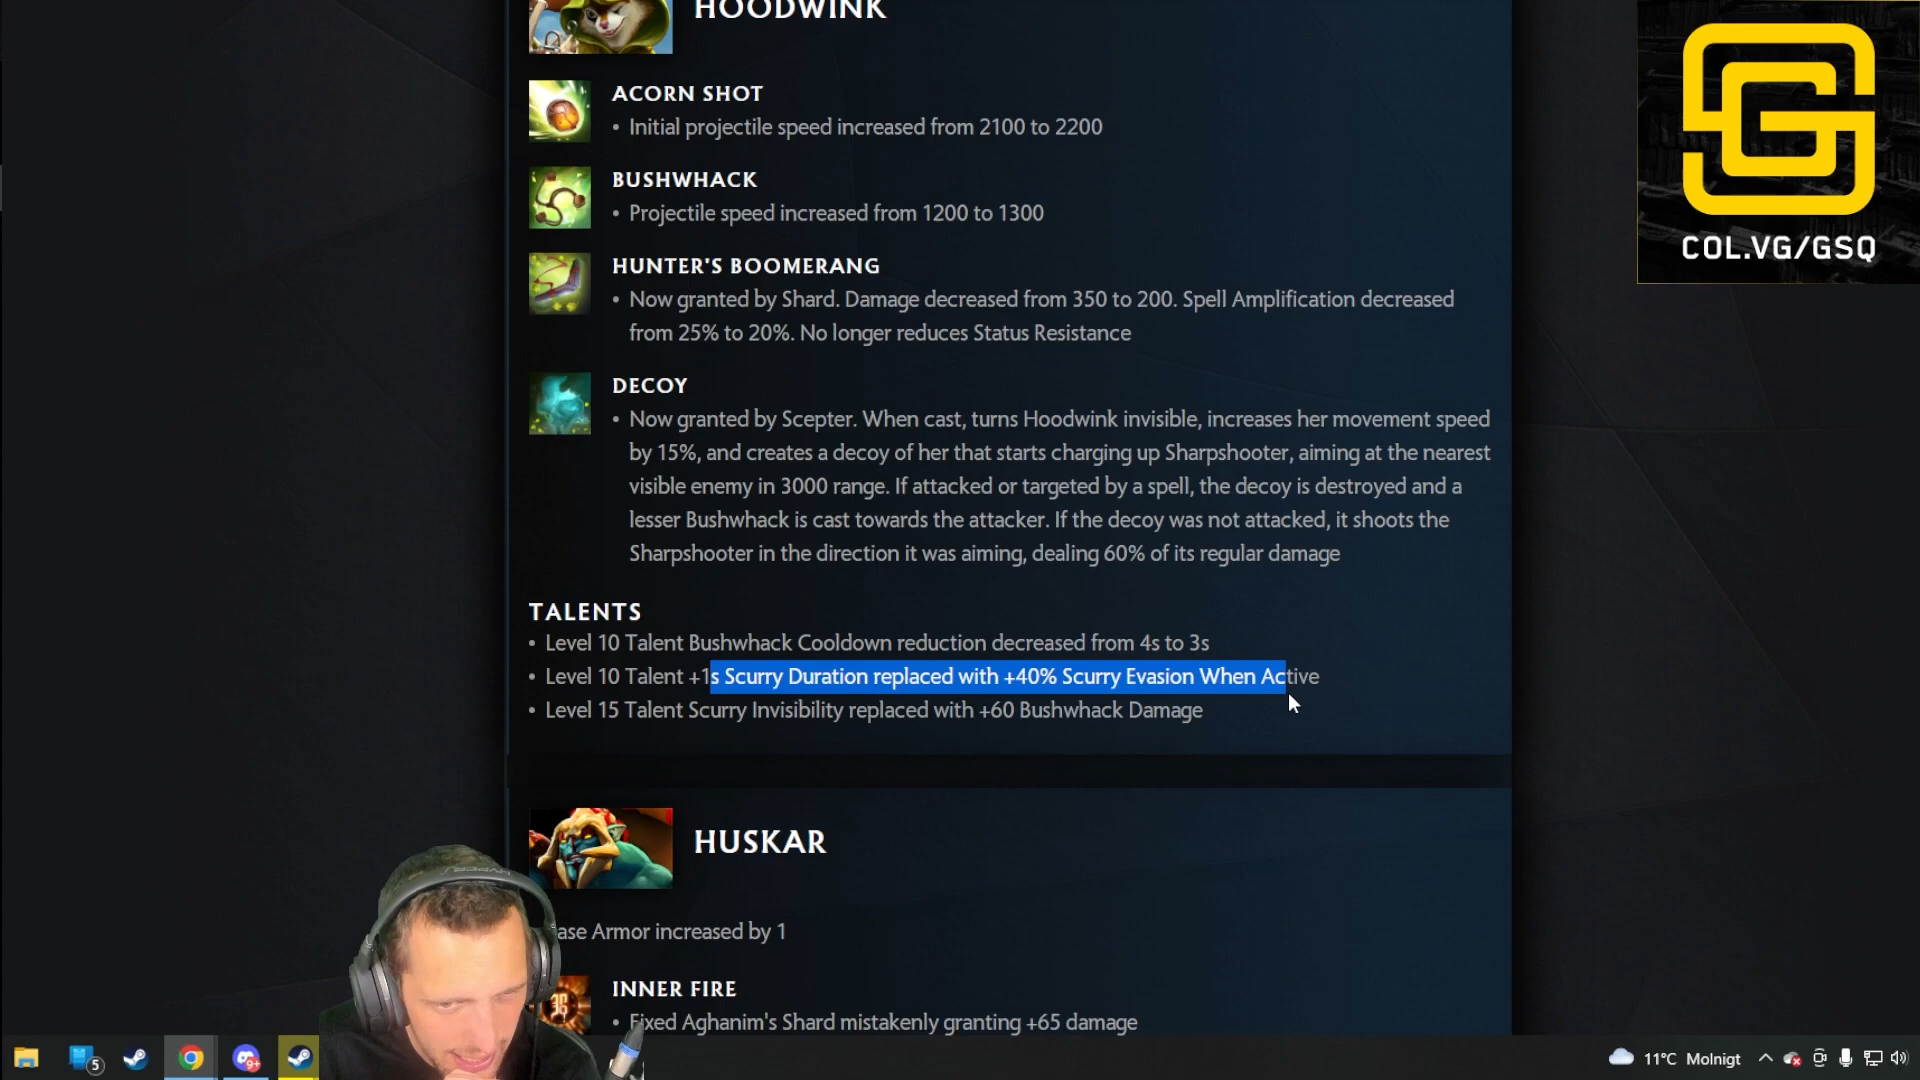 HOODWINK
COL.VG/GSQ
ACORN SHOT
• Initial projectile speed increased from 2100 to 2200
BUSHWHACK
• Projectile speed increased from 1200 to 1300
HUNTER'S BOOMERANG
• Now granted by Shard. Damage decreased from 350 to 200. Spell Amplification decreased
from 25% to 20%. No longer reduces Status Resistance
DECOY
• Now granted by Scepter. When cast, turns Hoodwink invisible, increases her movement speed
by 15%, and creates a decoy of her that starts charging up Sharpshooter, aiming at the nearest
visible enemy in 3000 range. If attacked or targeted by a spell, the decoy is destroyed and a
lesser Bushwhack is cast towards the attacker. If the decoy was not attacked, it shoots the
Sharpshooter in the direction it was aiming, dealing 60% of its regular damage
TALENTS
• Level 10 Talent Bushwhack Cooldown reduction decreased from 4s to 3s
• Level 10 Talent +1s Scurry Duration replaced with +40% Scurry Evasion When Active
• Level 15 Talent Scurry Invisibility replaced with +60 Bushwhack Damage
HUSKAR
ase Armor increased by 1
INNER FIRE
• Fixed Aghanim's Shard mistakenly granting +65 damage
5
9+
11°C Molnigt